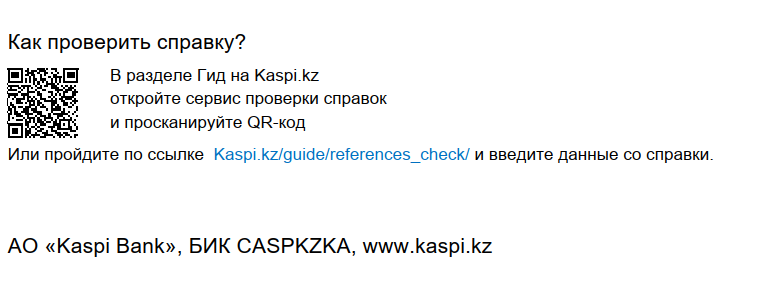 Как проверить справку?
В разделе Гид на Kaspi.kz
откройте сервис проверки справок
и просканируйте QR-код
Или пройдите по ссылке Kaspi.kz/guide/references_check/ и введите данные со справки.
АО «Kaspi Bank», БИК CASPKZKA, www.kaspi.kz